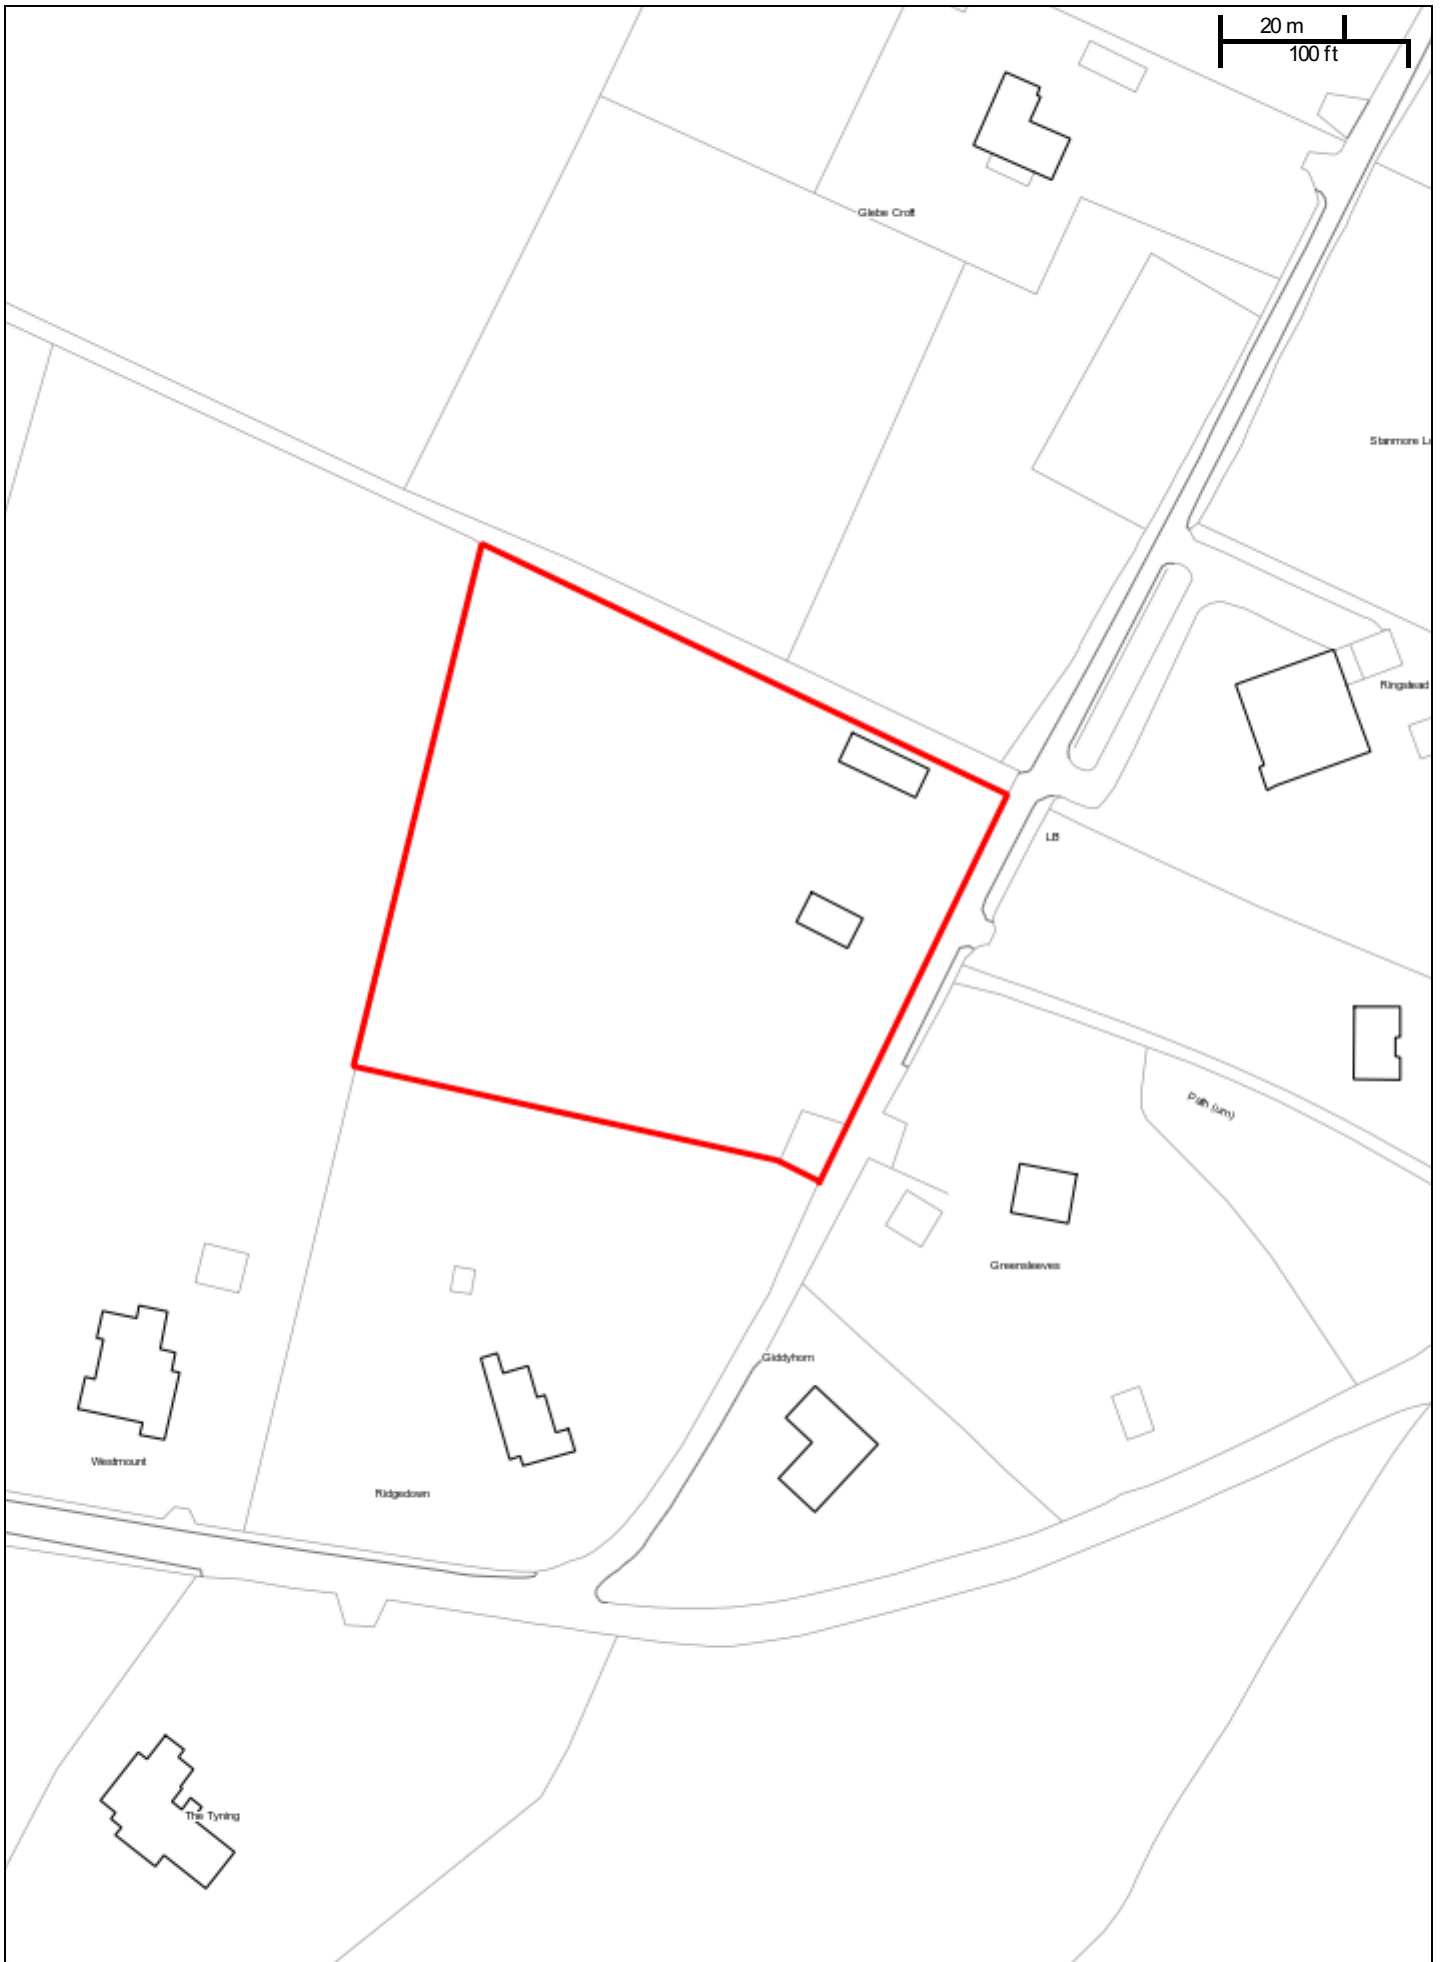 20 m
100 ft
Glebe Croft
Stanmore
Ringstead
LB
Path (um)
Greensleeves
Giddyhorn
Westmount
Ridgedown
The Tyning